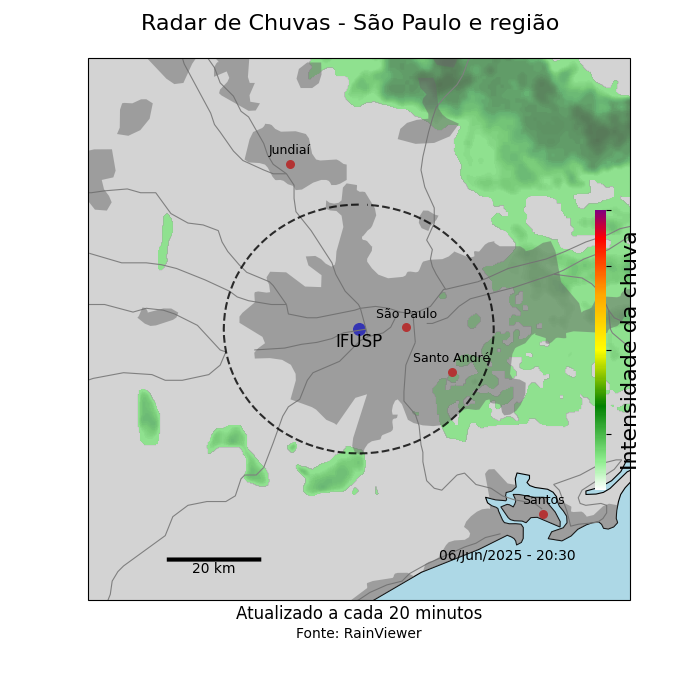 Radar de Chuvas - São Paulo e região
Jundiaí
São Paulo
IFUSP
Santo André
Intensidade da chuva
Santos
06/Jun/2025 - 20:30
20 km
Atualizado a cada 20 minutos
Fonte: RainViewer